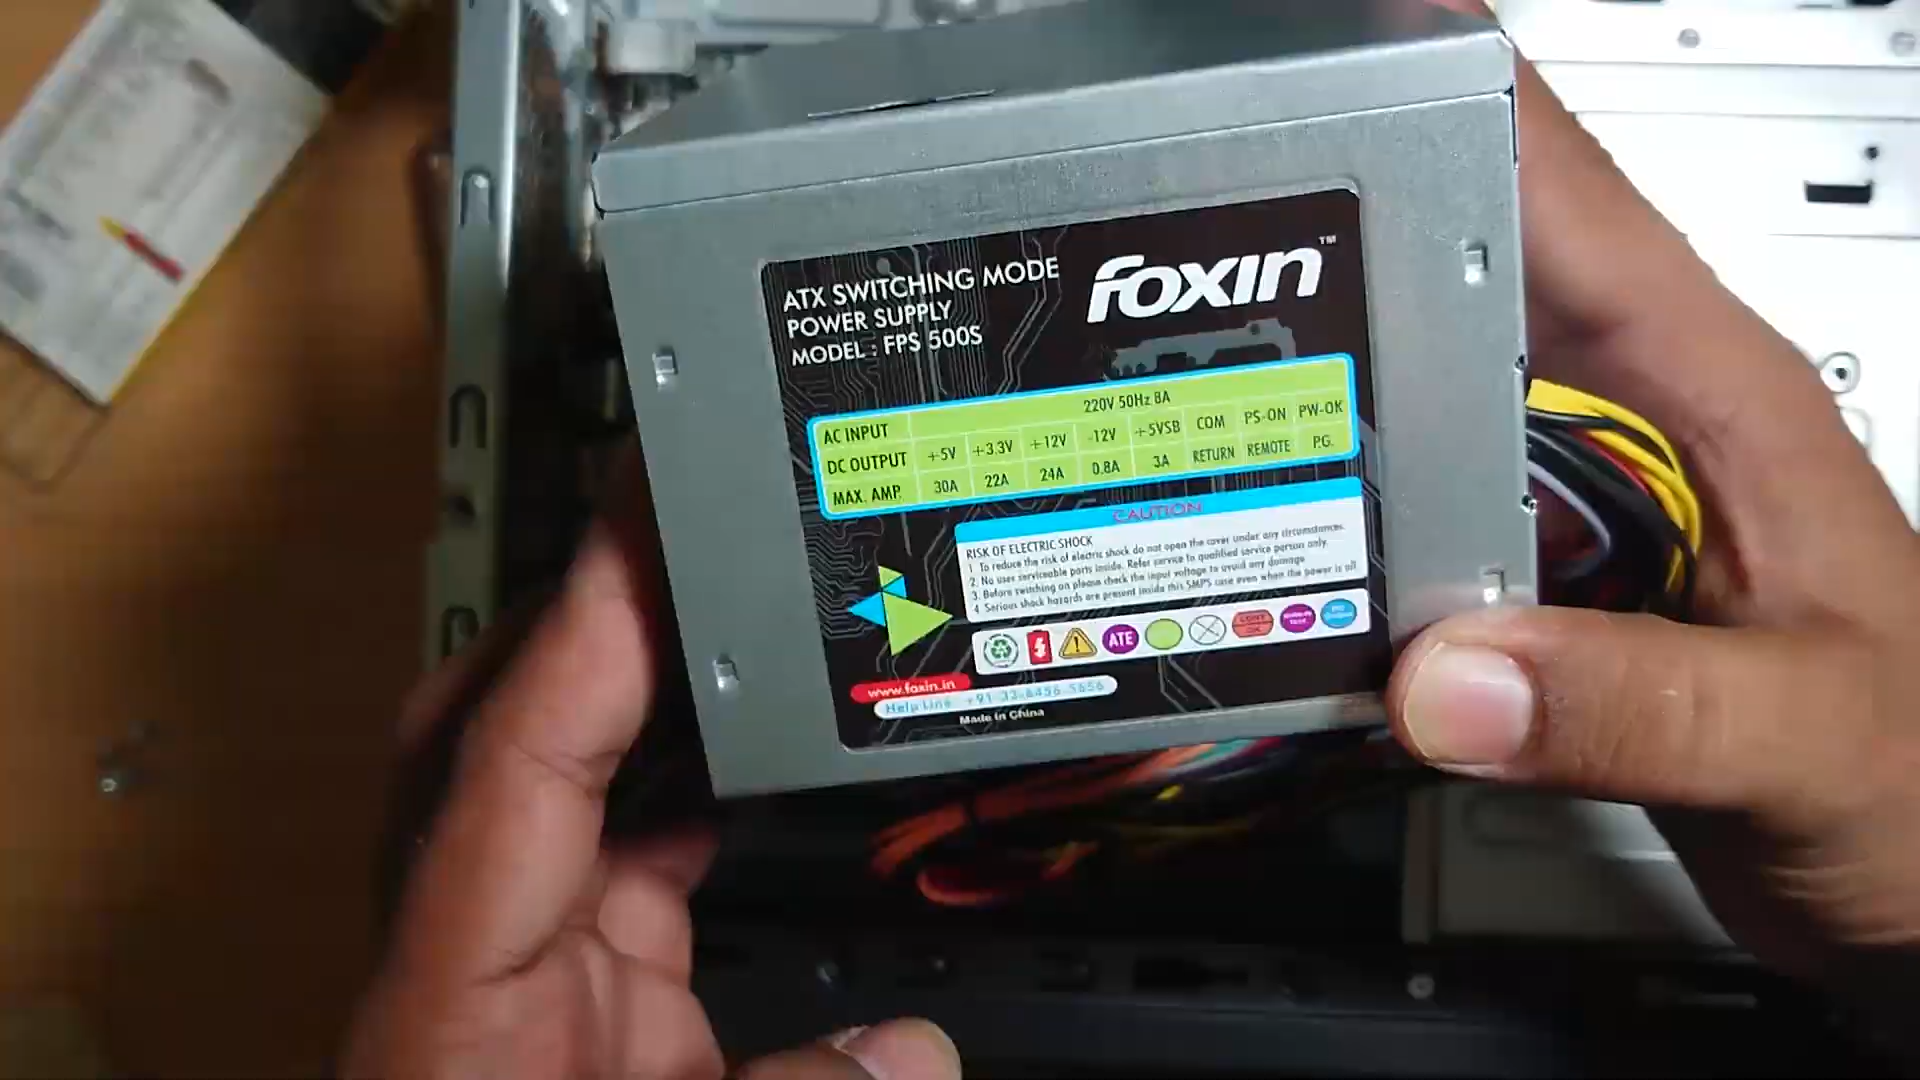 ATX SWITCHING MODE
POWER SUPPLY
MODEL : FPS 500S
foxin™
AC INPUT 220V 50Hz 8A
DC OUTPUT +5V +3.3V +12V -12V +5VSB COM PS-ON PW-OK
MAX. AMP. 30A 22A 24A 0.8A 3A RETURN REMOTE P.G.
CAUTION
RISK OF ELECTRIC SHOCK
1. To reduce the risk of electric shock do not open the cover under any circumstances.
2. No user serviceable parts inside. Refer service to qualified service person only.
3. Before switching on please check the input voltage to avoid any damage
4. Serious shock hazards are present inside this SMPS case even when the power is off
ATE
www.foxin.in
Help Line +91 33 6456 5656
Made in China